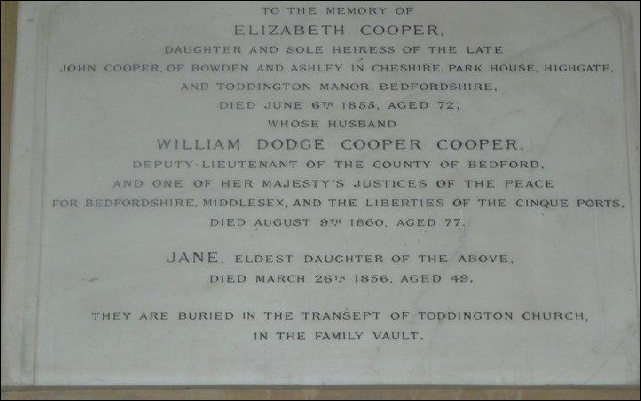 TO THE MEMORY OF
ELIZABETH COOPER,
DAUGHTER AND SOLE HEIRESS OF THE LATE
JOHN COOPER, OF BOWDEN AND ASHLEY IN CHESHIRE, PARK HOUSE, HIGHGATE,
AND TODDINGTON MANOR, BEDFORDSHIRE,
DIED JUNE 6TH 1855, AGED 72,
WHOSE HUSBAND
WILLIAM DODGE COOPER COOPER,
DEPUTY-LIEUTENANT OF THE COUNTY OF BEDFORD,
AND ONE OF HER MAJESTY'S JUSTICES OF THE PEACE
FOR BEDFORDSHIRE, MIDDLESEX, AND THE LIBERTIES OF THE CINQUE PORTS.
DIED AUGUST 9TH 1860, AGED 77.
JANE, ELDEST DAUGHTER OF THE ABOVE,
DIED MARCH 26TH 1856, AGED 49.
THEY ARE BURIED IN THE TRANSEPT OF TODDINGTON CHURCH,
IN THE FAMILY VAULT.